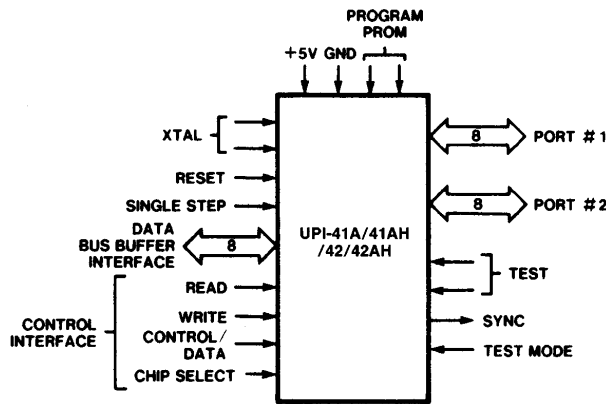 PROGRAM
PROM
+5V GND
XTAL
RESET
SINGLE STEP
DATA
BUS BUFFER
INTERFACE
8
READ
WRITE
CONTROL/
DATA
CHIP SELECT
CONTROL
INTERFACE
UPI-41A/41AH
/42/42AH
8
PORT #1
8
PORT #2
TEST
SYNC
TEST MODE